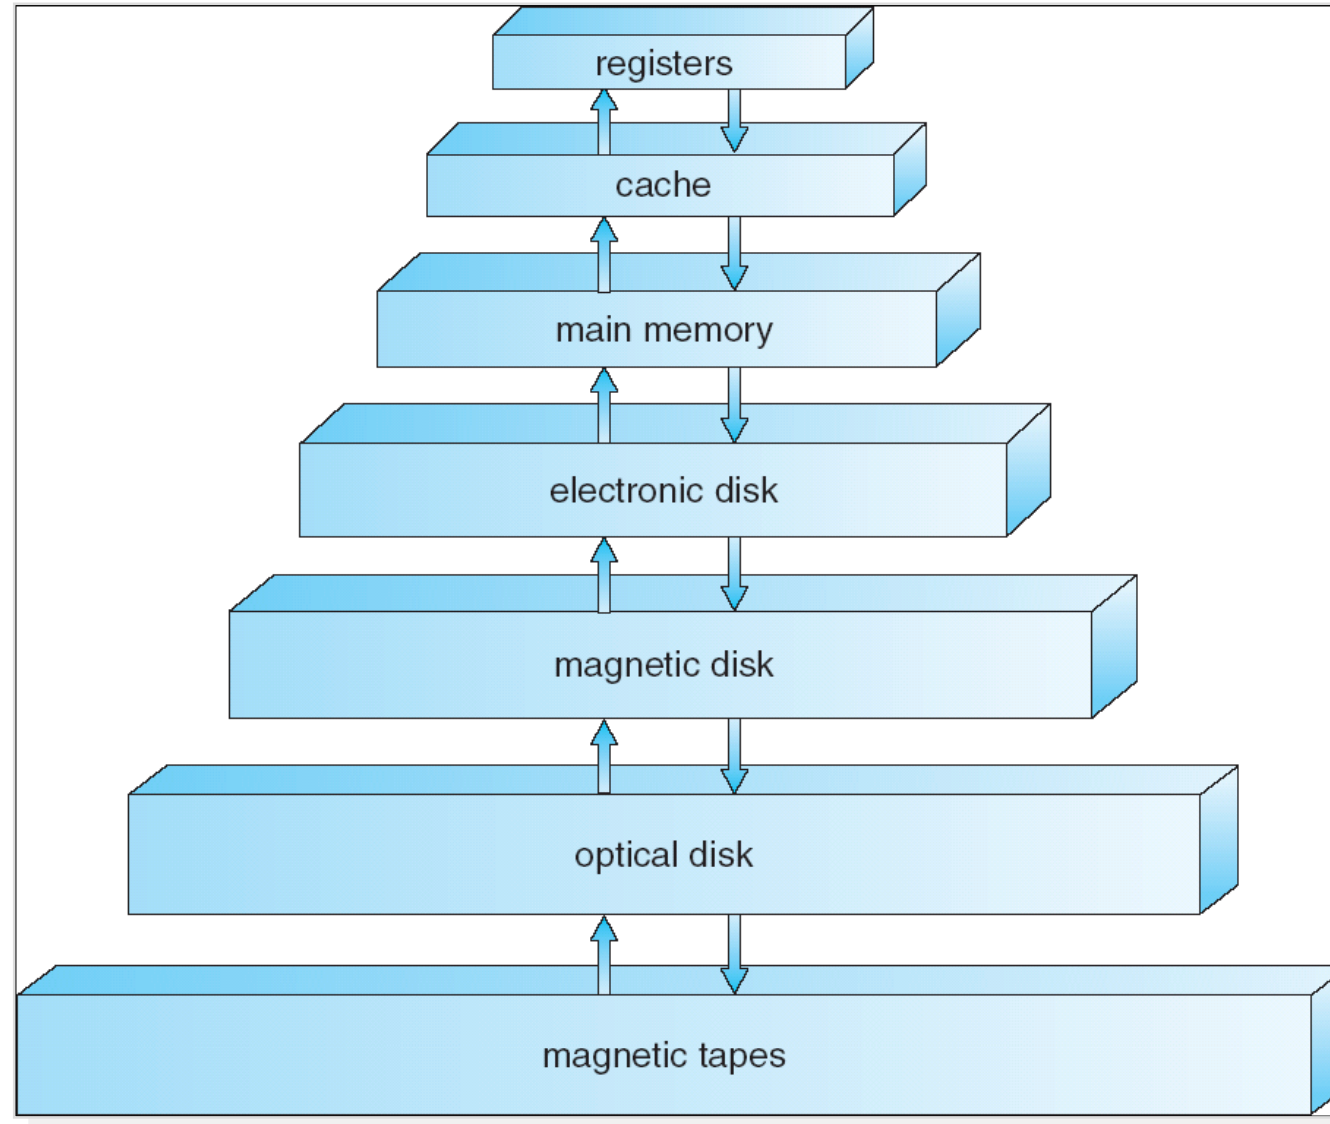 registers
cache
main memory
electronic disk
magnetic disk
optical disk
magnetic tapes